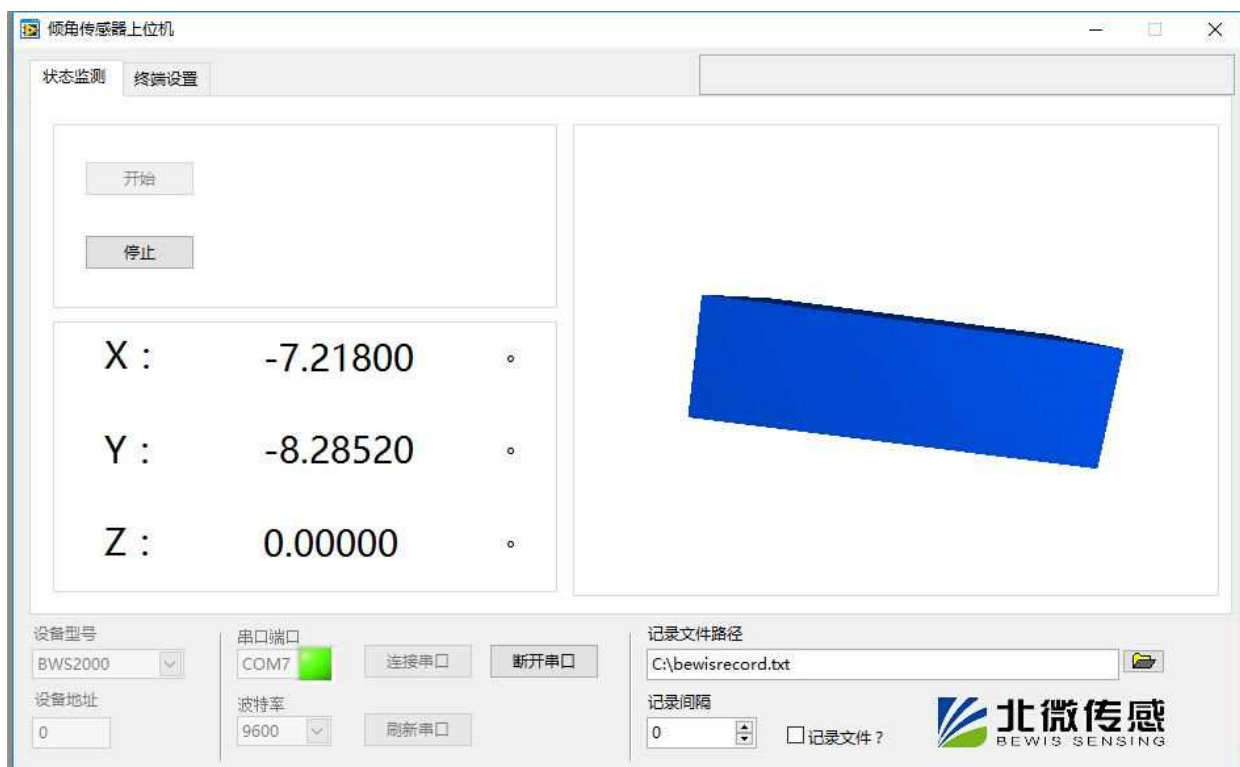 倾角传感器上位机
状态监测 终端设置
开始
停止
X： -7.21800 °
Y： -8.28520 °
Z： 0.00000 °
设备型号
BWS2000
设备地址
0
串口端口
COM7 连接串口 断开串口
波特率
9600 刷新串口
记录文件路径
C:\bewisrecord.txt
记录间隔
0 记录文件？
北微传感
BEWIS SENSING